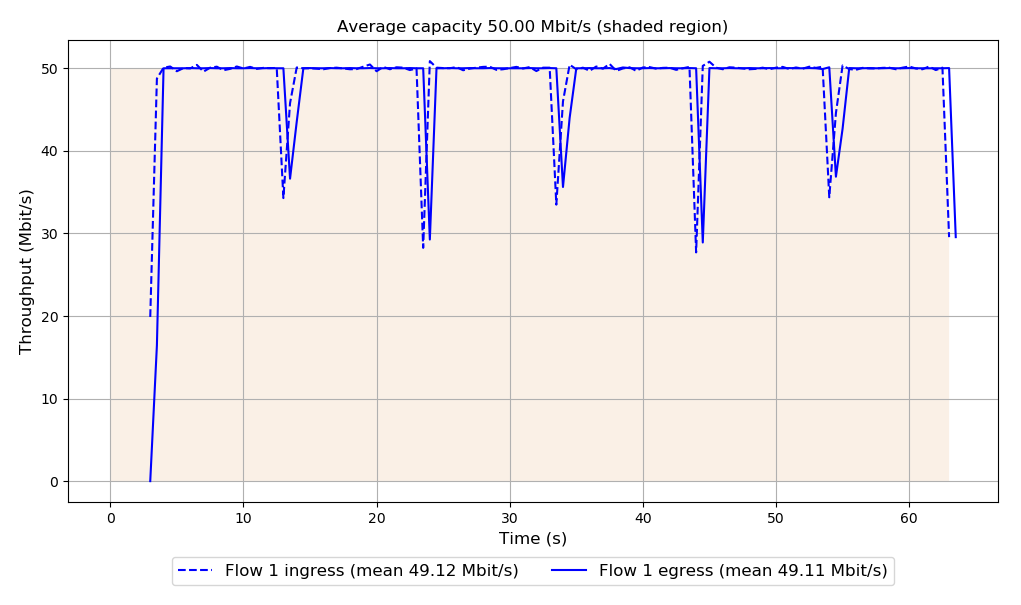 Average capacity 50.00 Mbit/s (shaded region)
Throughput (Mbit/s)
50
40
30
20
10
0
0 10 20 30 40 50 60
Time (s)
Flow 1 ingress (mean 49.12 Mbit/s) Flow 1 egress (mean 49.11 Mbit/s)